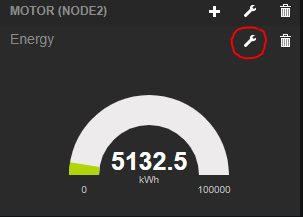 MOTOR (NODE2)
Energy
5132.5
kWh
0 100000